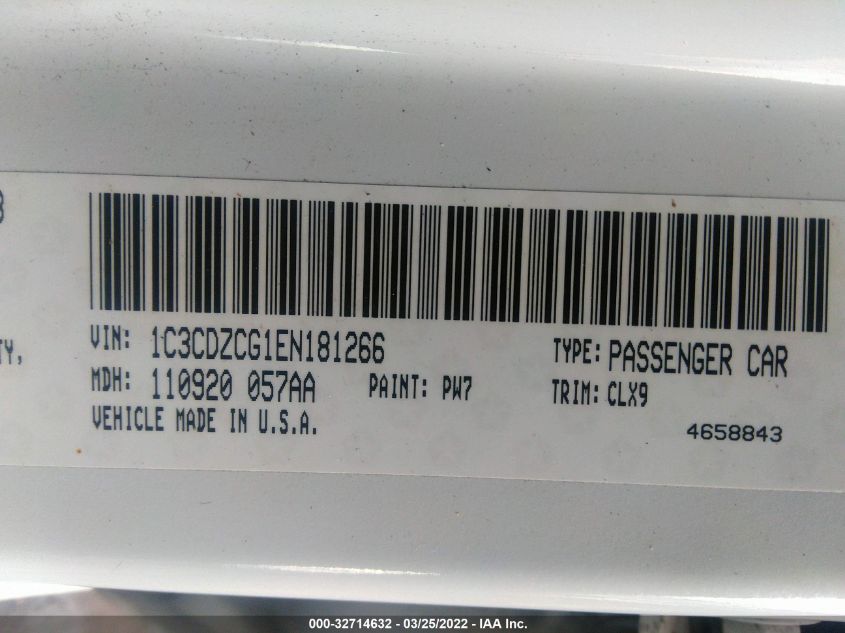 TY,
VIN: 1C3CDZCG1EN181266
TYPE: PASSENGER CAR
MDH: 110920 057AA
PAINT: PW7
TRIM: CLX9
VEHICLE MADE IN U.S.A.
4658843
000-32714632 — 03/25/2022 — IAA Inc.